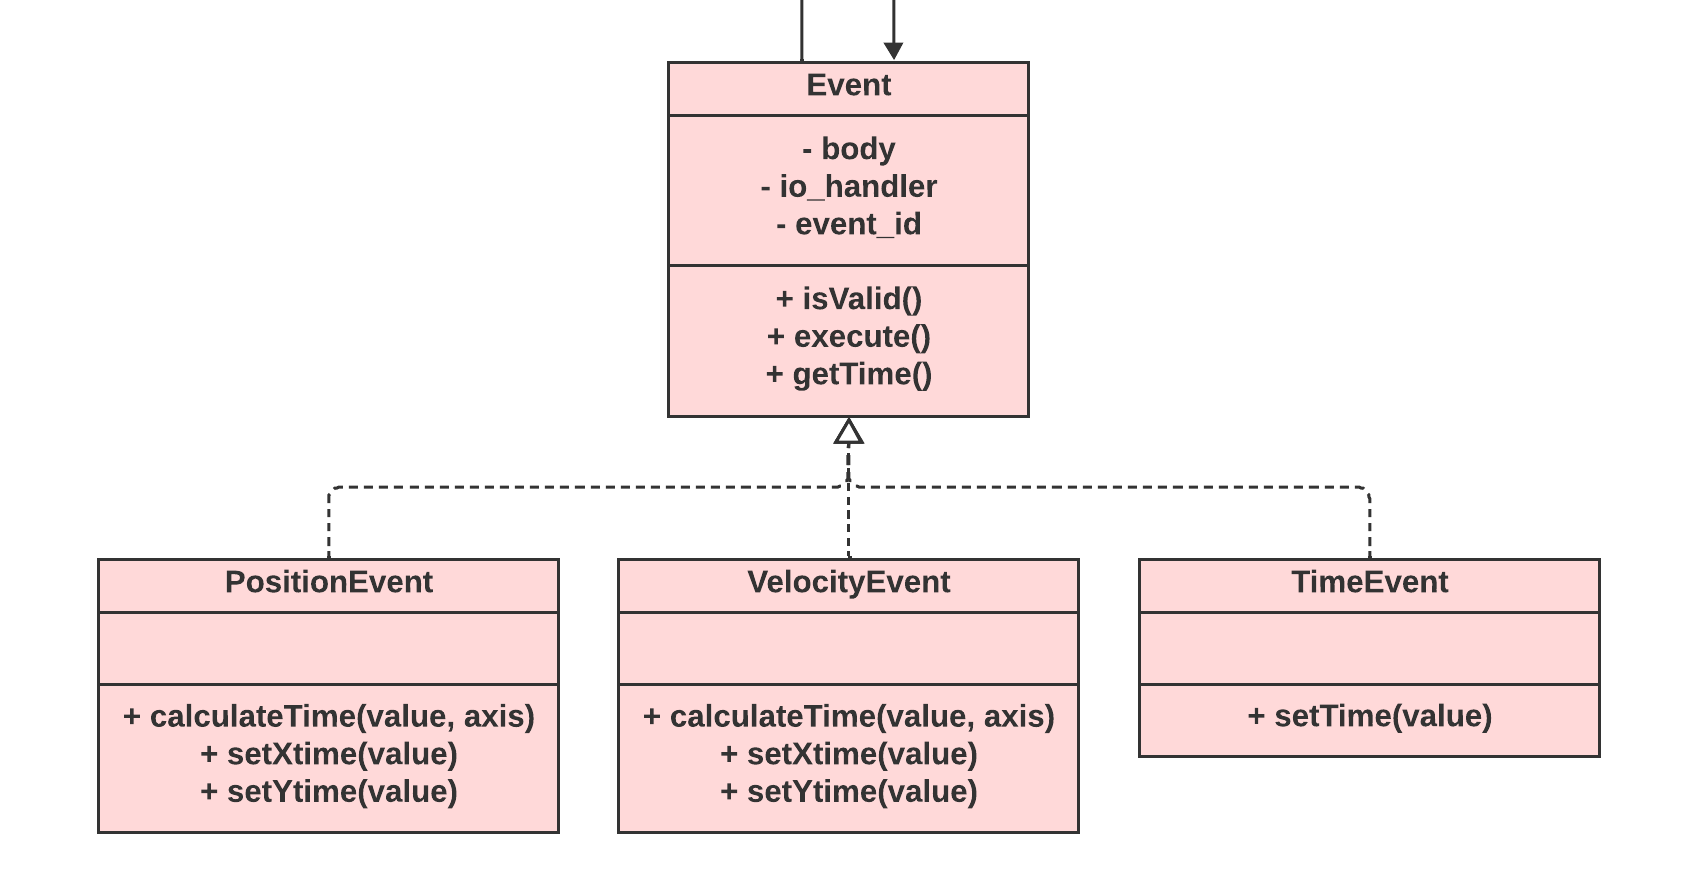 Event
- body
- io_handler
- event_id
+ isValid()
+ execute()
+ getTime()
PositionEvent
+ calculateTime(value, axis)
+ setXtime(value)
+ setYtime(value)
VelocityEvent
+ calculateTime(value, axis)
+ setXtime(value)
+ setYtime(value)
TimeEvent
+ setTime(value)